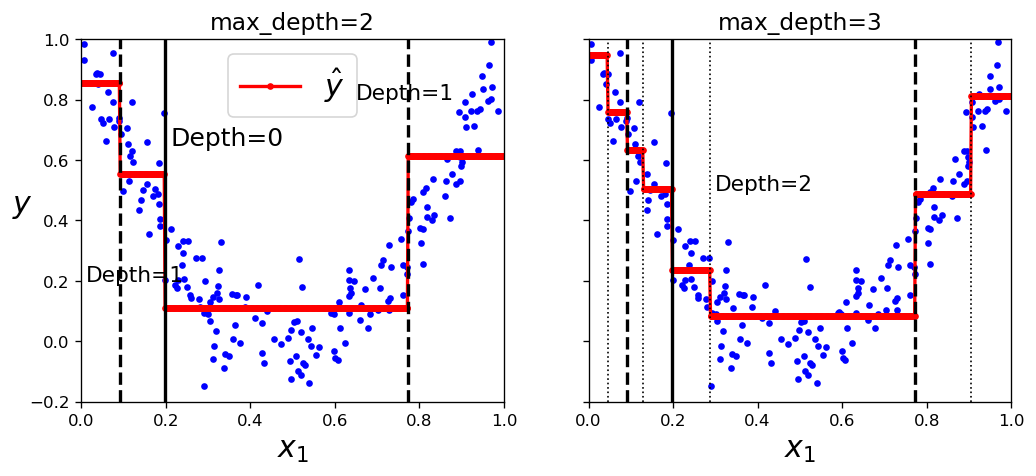 max_depth=2
1.0
0.8
0.6
0.4
0.2
0.0
−0.2
y
ŷ
Depth=1
Depth=0
Depth=1
0.0 0.2 0.4 0.6 0.8 1.0
x₁
max_depth=3
Depth=2
0.0 0.2 0.4 0.6 0.8 1.0
x₁